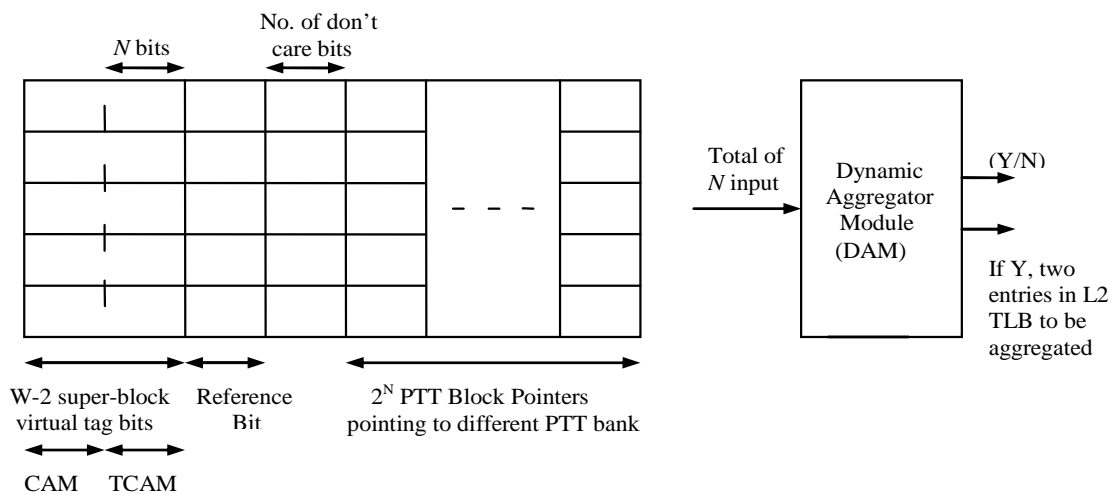 No. of don't
care bits
N bits
Total of
N input
Dynamic
Aggregator
Module
(DAM)
(Y/N)
If Y, two
entries in L2
TLB to be
aggregated
W-2 super-block
virtual tag bits
Reference
Bit
2^N PTT Block Pointers
pointing to different PTT bank
CAM
TCAM